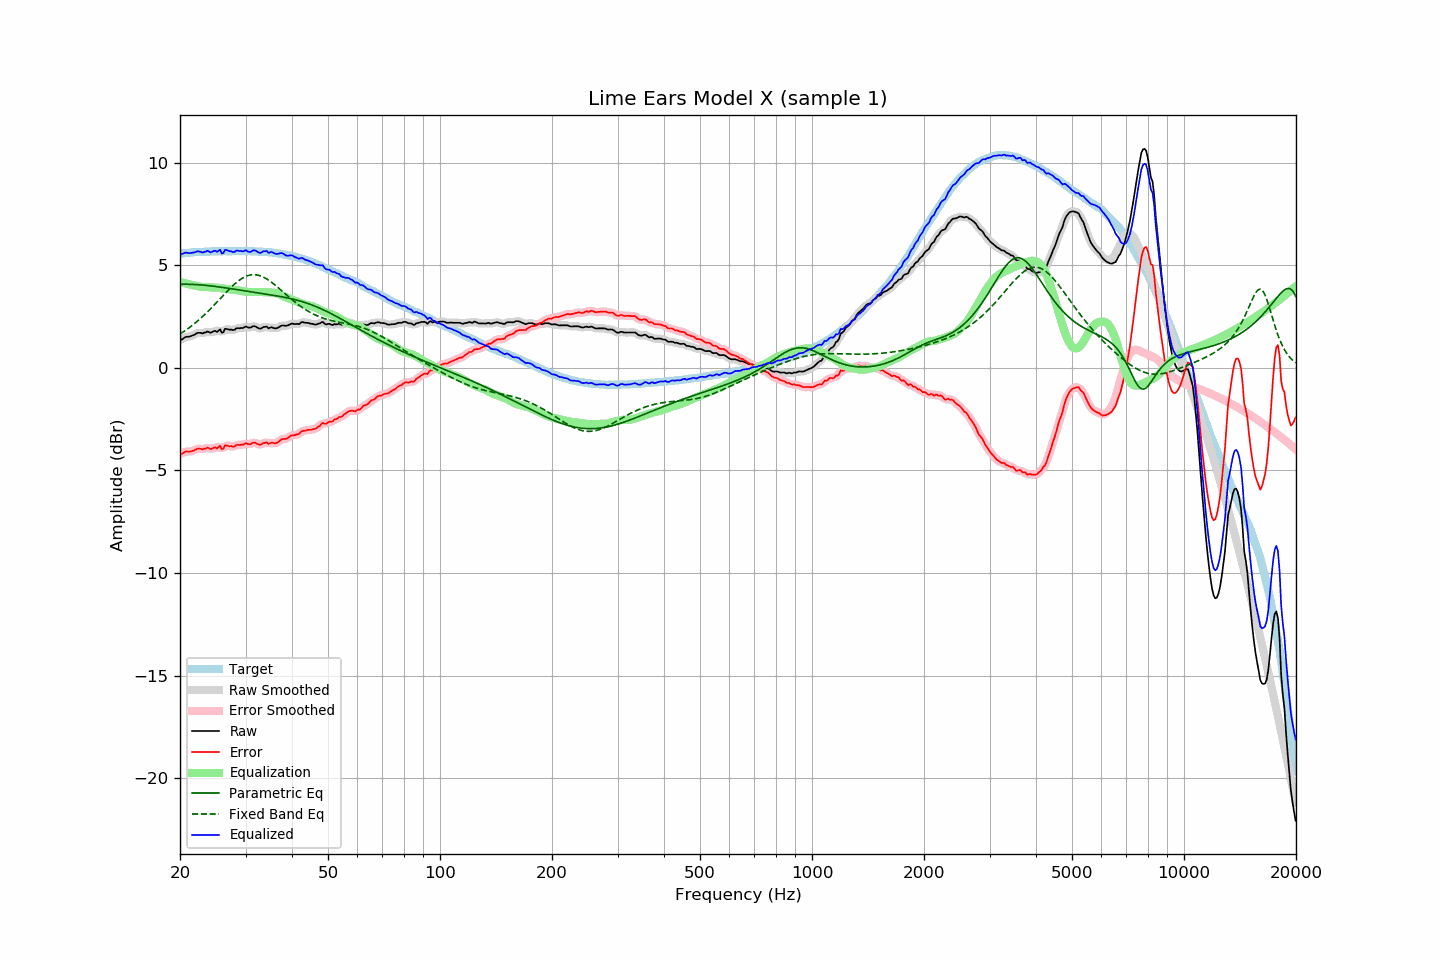 Lime Ears Model X (sample 1)
10
5
0
−5
−10
−15
−20
Amplitude (dBr)
Target
Raw Smoothed
Error Smoothed
Raw
Error
Equalization
Parametric Eq
Fixed Band Eq
Equalized
20 50 100 200 500 1000 2000 5000 10000 20000
Frequency (Hz)